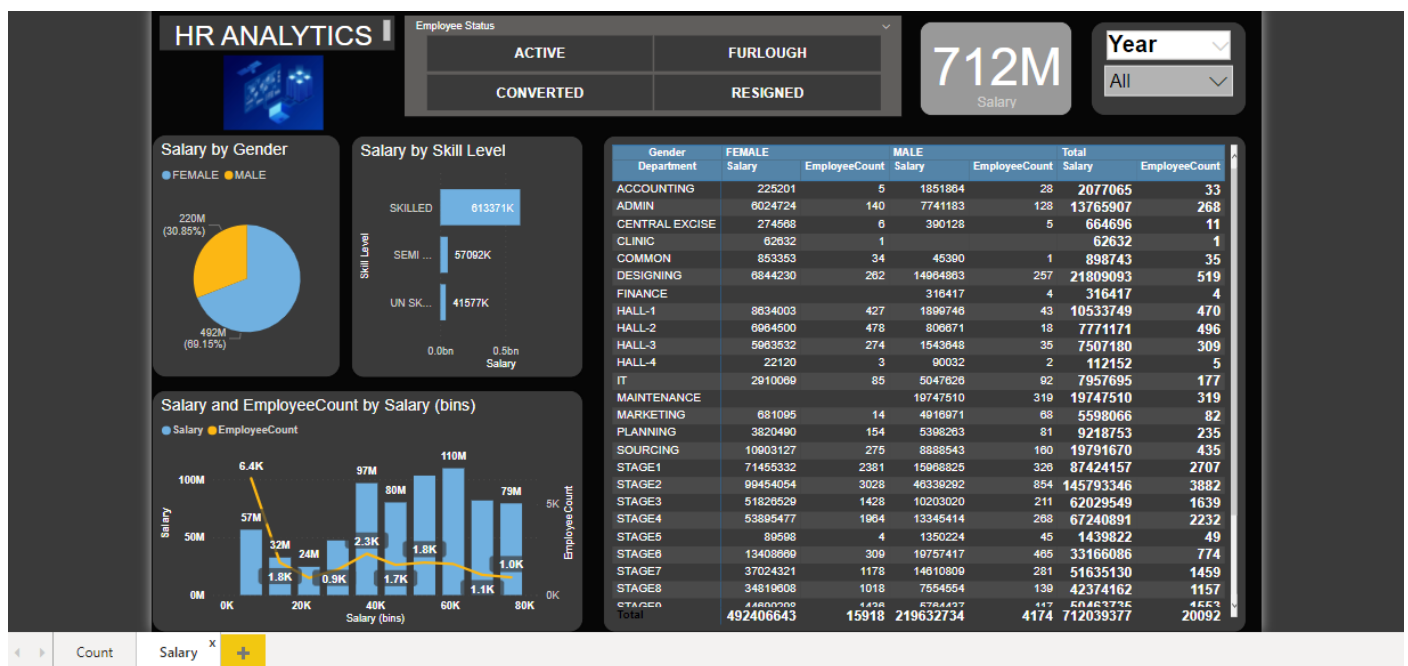 HR ANALYTICS
Employee Status
ACTIVE FURLOUGH
CONVERTED RESIGNED
712M
Salary
Year
All
Salary by Gender
FEMALE MALE
220M
(30.85%)
492M
(69.15%)
Salary by Skill Level
Skill Level
SKILLED 613371K
SEMI ... 57092K
UN SK... 41577K
0.0bn 0.5bn
Salary
Salary and EmployeeCount by Salary (bins)
Salary EmployeeCount
Salary
100M
50M
0M
6.4K
57M
32M
24M
97M
80M
110M
79M
1.8K
0.9K
2.3K
1.7K
1.8K
1.1K
1.0K
5K
0K
EmployeeCount
0K 20K 40K 60K 80K
Salary (bins)
Gender FEMALE MALE Total
Department Salary EmployeeCount Salary EmployeeCount Salary EmployeeCount
ACCOUNTING 225201 5 1851864 28 2077065 33
ADMIN 6024724 140 7741183 128 13765907 268
CENTRAL EXCISE 274568 6 390128 5 664696 11
CLINIC 62632 1 62632 1
COMMON 853353 34 45390 1 898743 35
DESIGNING 6844230 262 14964863 257 21809093 519
FINANCE 316417 4 316417 4
HALL-1 8634003 427 1899746 43 10533749 470
HALL-2 6964500 478 806671 18 7771171 496
HALL-3 5963532 274 1543648 35 7507180 309
HALL-4 22120 3 90032 2 112152 5
IT 2910069 85 5047626 92 7957695 177
MAINTENANCE 19747510 319 19747510 319
MARKETING 681095 14 4916971 68 5598066 82
PLANNING 3820490 154 5398263 81 9218753 235
SOURCING 10903127 275 8888543 160 19791670 435
STAGE1 71455332 2381 15968825 326 87424157 2707
STAGE2 99454054 3028 46339292 854 145793346 3882
STAGE3 51826529 1428 10203020 211 62029549 1639
STAGE4 53895477 1964 13345414 268 67240891 2232
STAGE5 89598 4 1350224 45 1439822 49
STAGE6 13408669 309 19757417 465 33166086 774
STAGE7 37024321 1178 14610809 281 51635130 1459
STAGE8 34819608 1018 7554554 139 42374162 1157
Total 492406643 15918 219632734 4174 712039377 20092
Count Salary x +